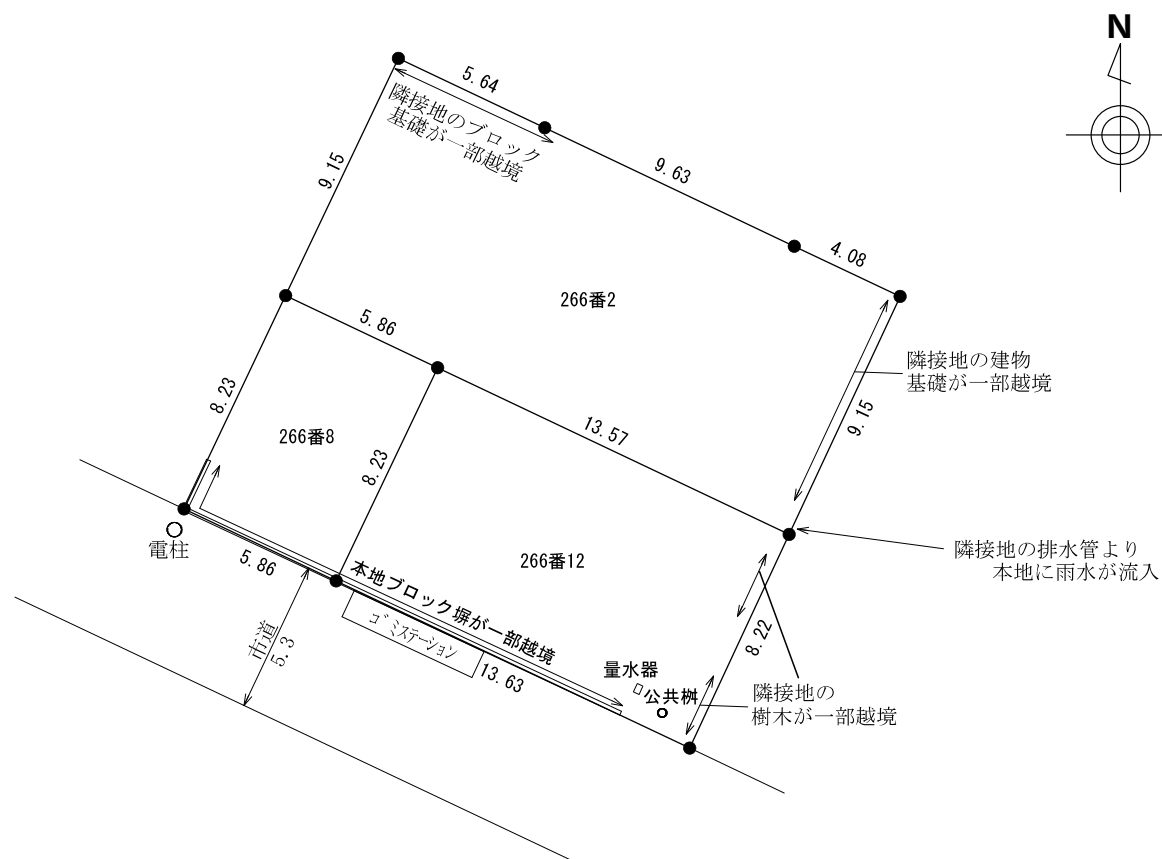 N
5.64
隣接地のブロック
基礎が一部越境
9.63
9.15
4.08
266番2
5.86
隣接地の建物
基礎が一部越境
8.23
9.15
13.57
266番8
8.23
電柱
5.86
266番12
隣接地の排水管より
本地に雨水が流入
本地ブロック塀が一部越境
ゴミステーション
市道
5.3
8.22
13.63
量水器
公共桝
隣接地の
樹木が一部越境